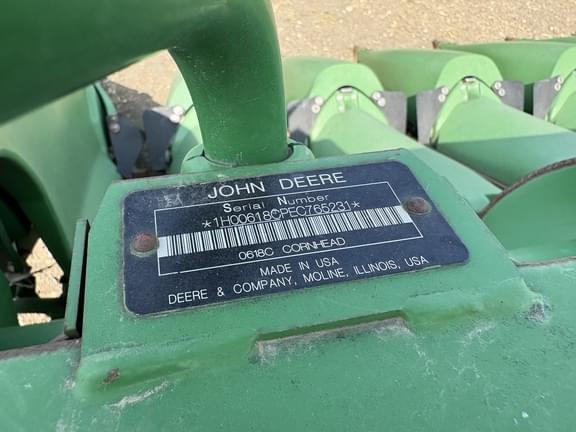 JOHN DEERE
Serial Number
*1H00618CPEC765231*
0618C CORNHEAD
MADE IN USA
DEERE & COMPANY, MOLINE, ILLINOIS, USA